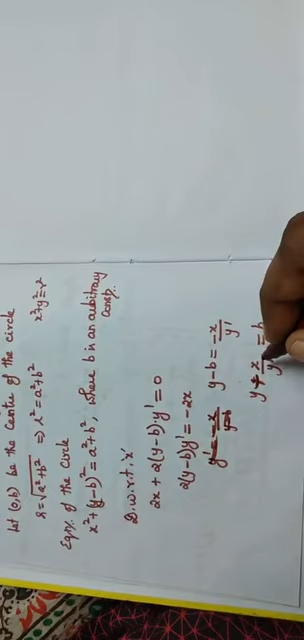 Let (0,b) be the centre of the circle
r = √a²+b² ⇒ r² = a²+b²   x²+y²=r²
Eqn. of the circle
x²+(y-b)² = a²+b², where b is an arbitrary const.
D.w.r.t. 'x'
2x + 2(y-b)·y' = 0
2(y-b)y' = -2x
y' = -x/y-b   y-b = -x/y'
y + x/y' = b